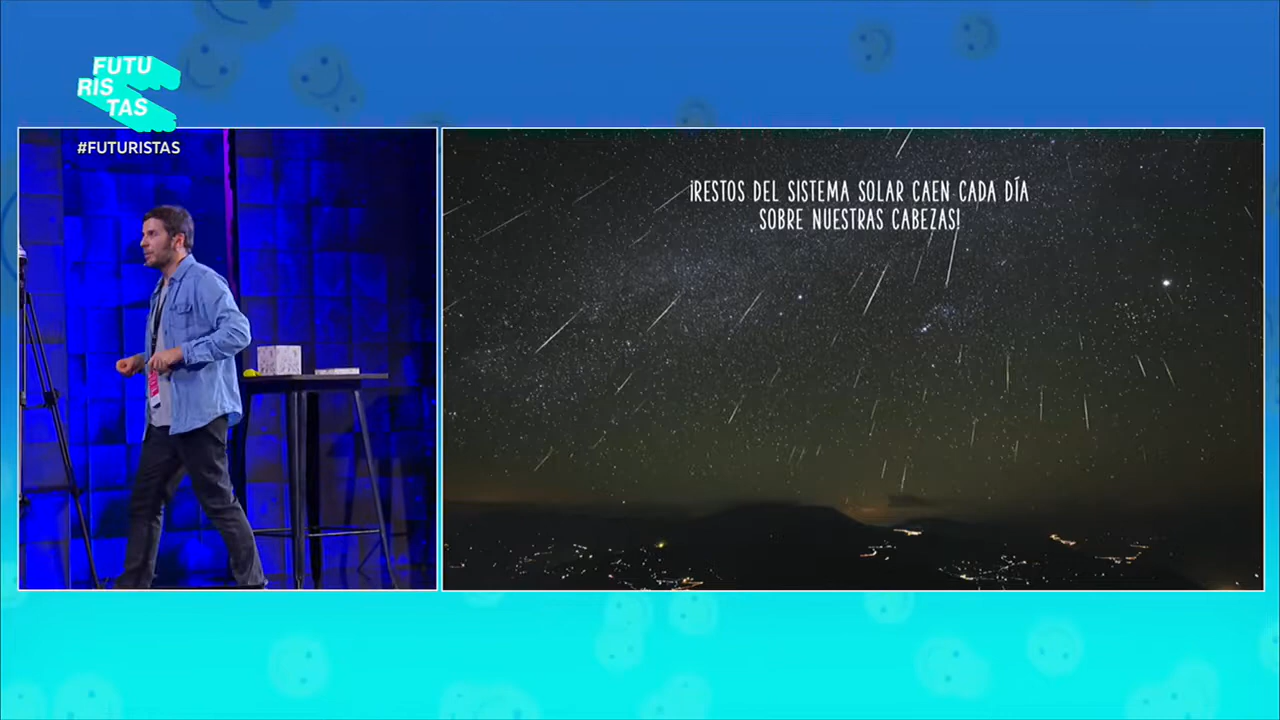 FUTU
RIS
TAS
#FUTURISTAS
¡RESTOS DEL SISTEMA SOLAR CAEN CADA DÍA
SOBRE NUESTRAS CABEZAS!